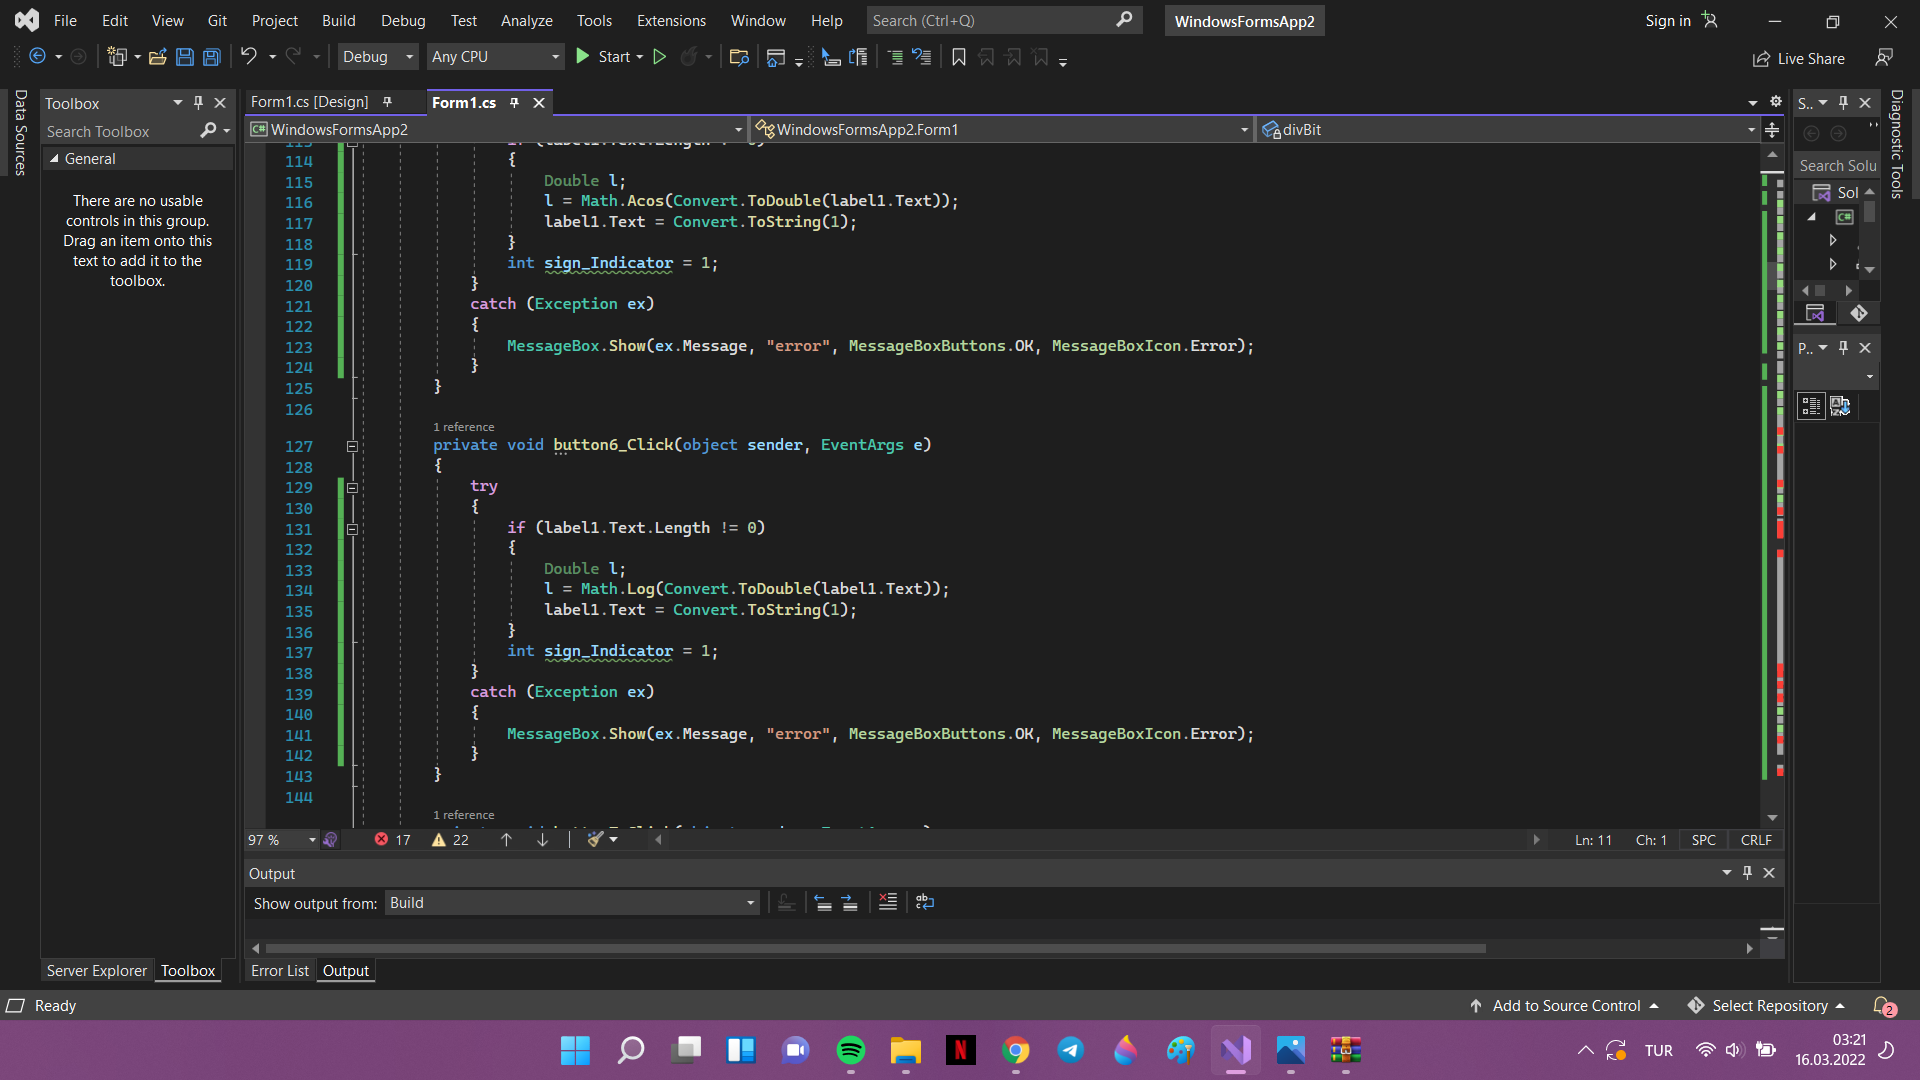 File Edit View Git Project Build Debug Test Analyze Tools Extensions Window Help Search (Ctrl+Q) WindowsFormsApp2 Sign in
Debug Any CPU Start Live Share
Data Sources
Toolbox
Search Toolbox
General
There are no usable
controls in this group.
Drag an item onto this
text to add it to the
toolbox.
Server Explorer Toolbox
Form1.cs [Design] Form1.cs
WindowsFormsApp2 WindowsFormsApp2.Form1 divBit
114 {
115 Double l;
116 l = Math.Acos(Convert.ToDouble(label1.Text));
117 label1.Text = Convert.ToString(1);
118 }
119 int sign_Indicator = 1;
120 }
121 catch (Exception ex)
122 {
123 MessageBox.Show(ex.Message, "error", MessageBoxButtons.OK, MessageBoxIcon.Error);
124 }
125 }
126
1 reference
127 private void button6_Click(object sender, EventArgs e)
128 {
129 try
130 {
131 if (label1.Text.Length != 0)
132 {
133 Double l;
134 l = Math.Log(Convert.ToDouble(label1.Text));
135 label1.Text = Convert.ToString(1);
136 }
137 int sign_Indicator = 1;
138 }
139 catch (Exception ex)
140 {
141 MessageBox.Show(ex.Message, "error", MessageBoxButtons.OK, MessageBoxIcon.Error);
142 }
143 }
144
1 reference
97 % 17 22 Ln: 11 Ch: 1 SPC CRLF
Output
Show output from: Build
Error List Output
S..
Search Solu
Sol
P..
Diagnostic Tools
Ready Add to Source Control Select Repository 2
TUR 03:21
16.03.2022